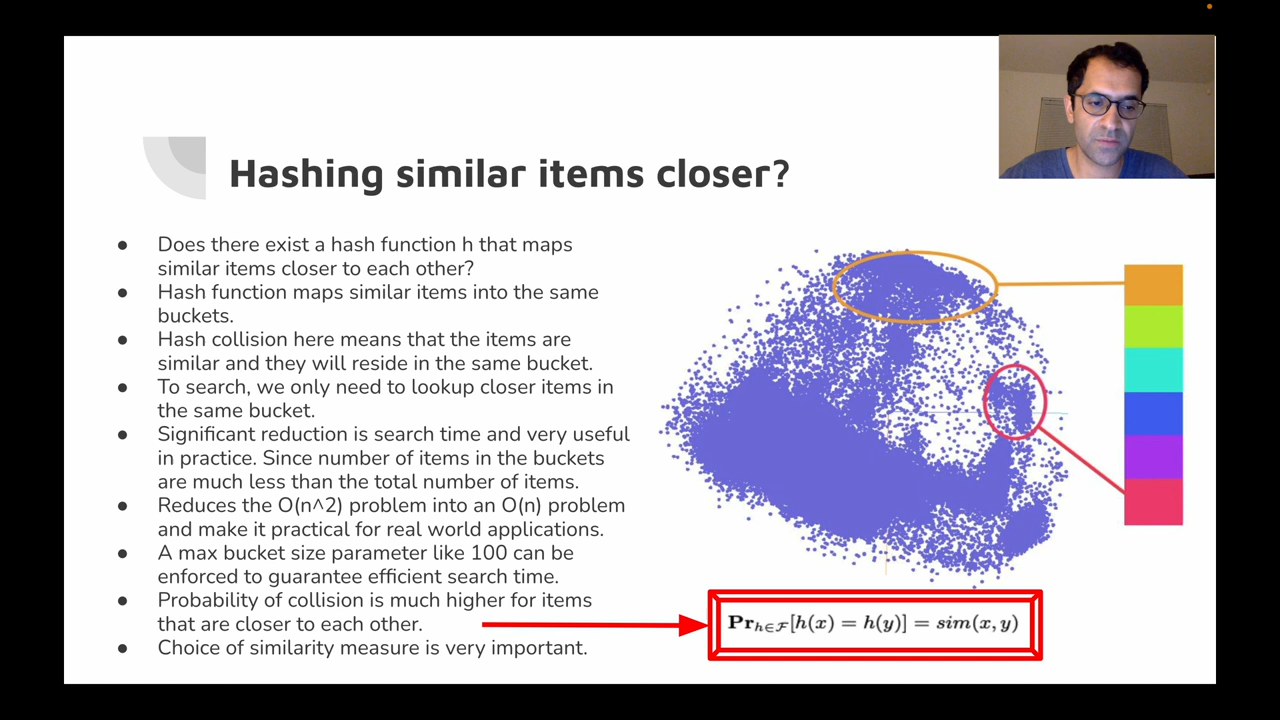 Hashing similar items closer?
● Does there exist a hash function h that maps
similar items closer to each other?
● Hash function maps similar items into the same
buckets.
● Hash collision here means that the items are
similar and they will reside in the same bucket.
● To search, we only need to lookup closer items in
the same bucket.
● Significant reduction is search time and very useful
in practice. Since number of items in the buckets
are much less than the total number of items.
● Reduces the O(n^2) problem into an O(n) problem
and make it practical for real world applications.
● A max bucket size parameter like 100 can be
enforced to guarantee efficient search time.
● Probability of collision is much higher for items
that are closer to each other.
● Choice of similarity measure is very important.
Pr_{h∈𝓕}[h(x) = h(y)] = sim(x, y)